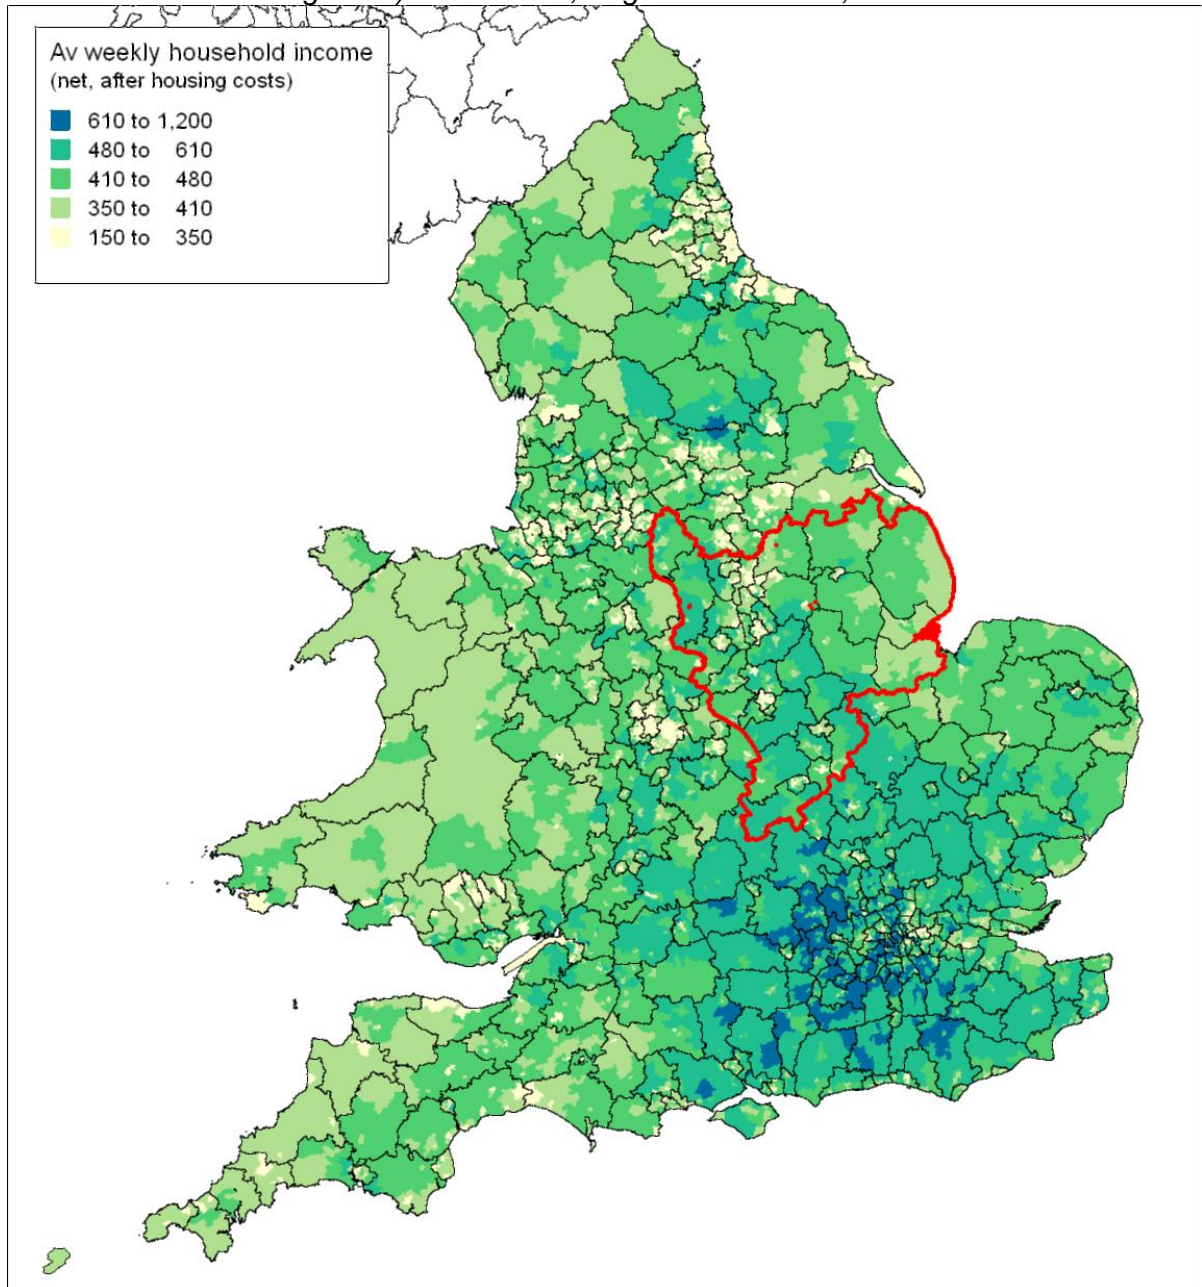 Av weekly household income
(net, after housing costs)
610 to 1,200
480 to 610
410 to 480
350 to 410
150 to 350